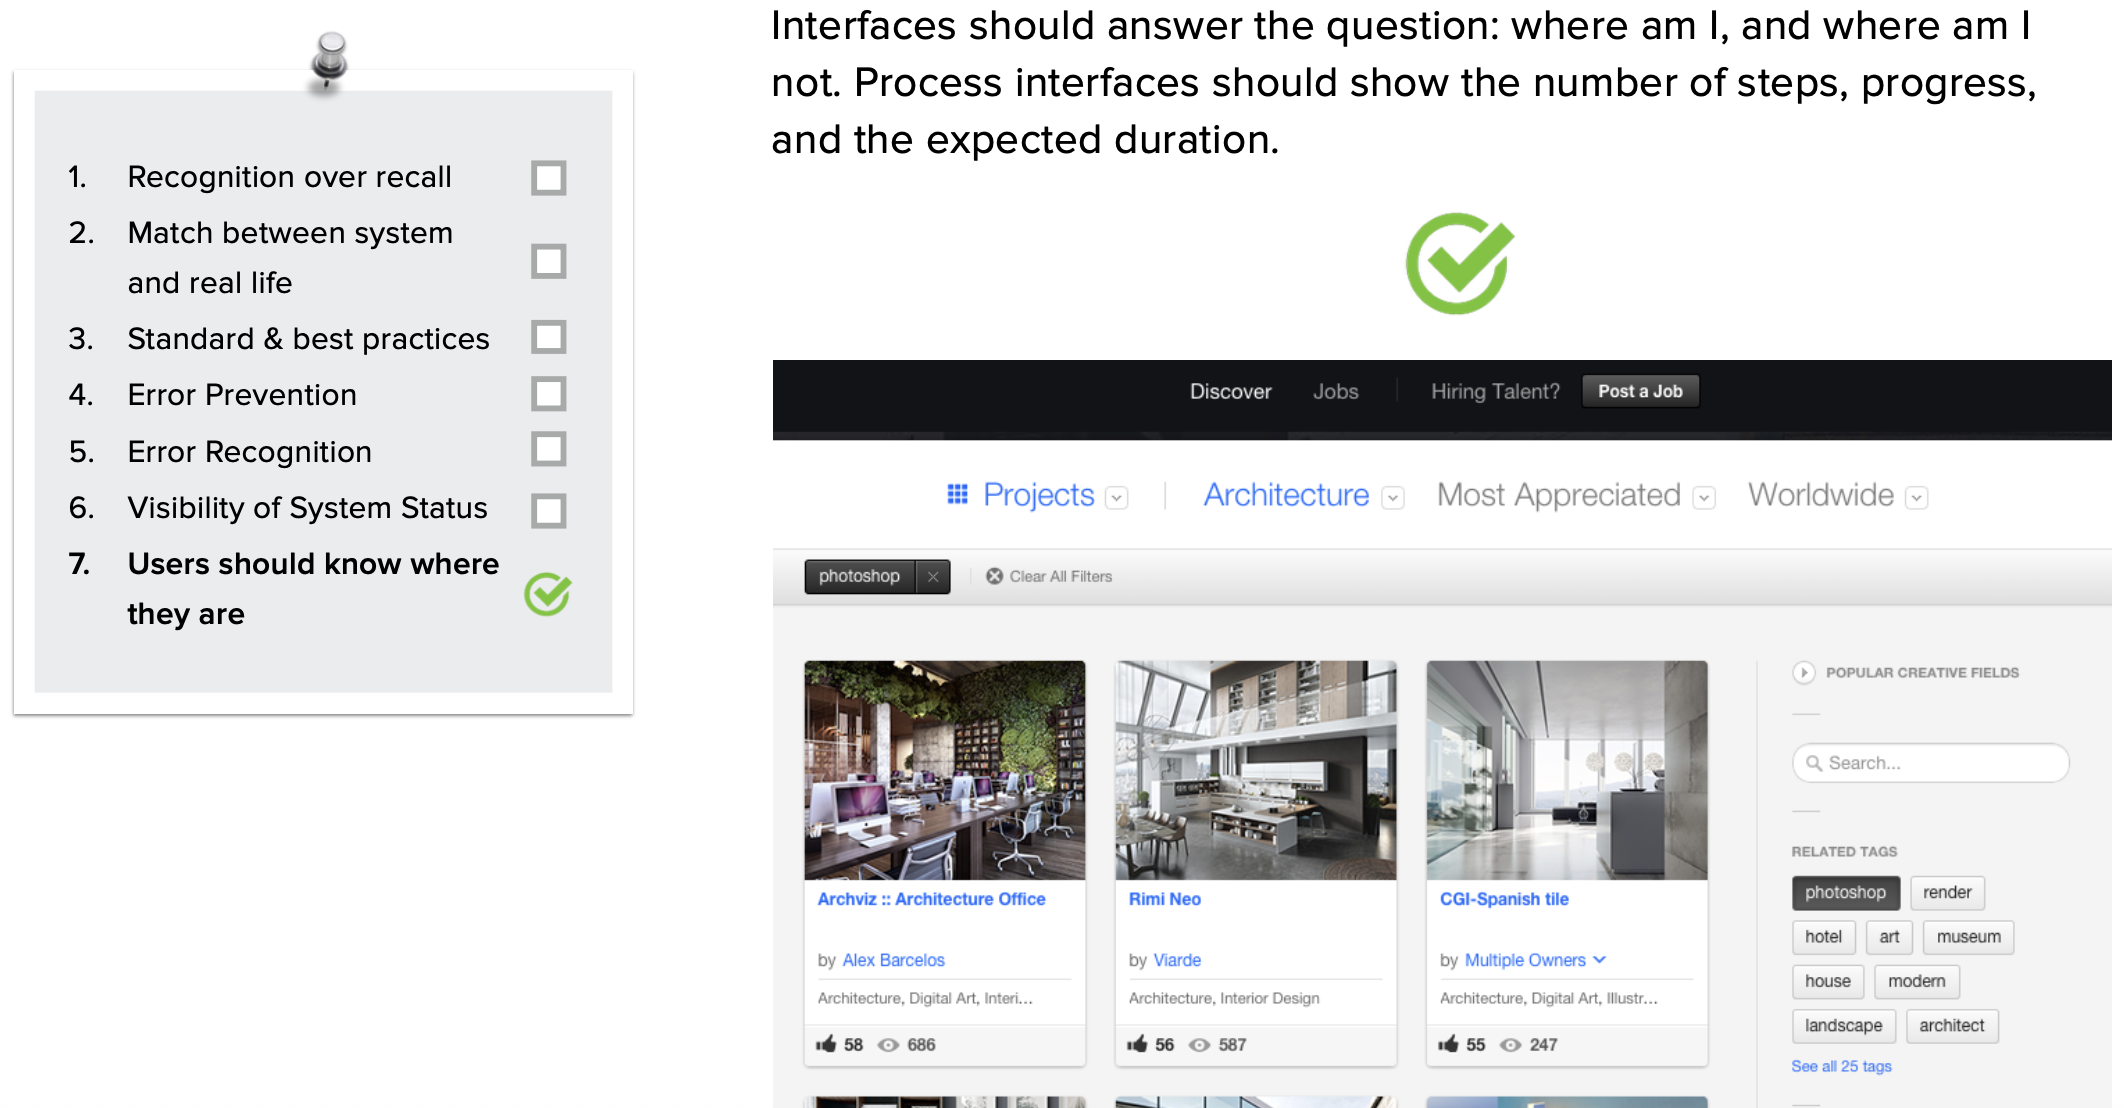 1. Recognition over recall
2. Match between system
and real life
3. Standard & best practices
4. Error Prevention
5. Error Recognition
6. Visibility of System Status
7. Users should know where
they are
Interfaces should answer the question: where am I, and where am I
not. Process interfaces should show the number of steps, progress,
and the expected duration.
Discover Jobs Hiring Talent? Post a Job
Projects Architecture Most Appreciated Worldwide
photoshop Clear All Filters
Archviz :: Architecture Office
by Alex Barcelos
Architecture, Digital Art, Interi...
58 686
Rimi Neo
by Viarde
Architecture, Interior Design
56 587
CGI-Spanish tile
by Multiple Owners
Architecture, Digital Art, Illustr...
55 247
POPULAR CREATIVE FIELDS
Search...
RELATED TAGS
photoshop render
hotel art museum
house modern
landscape architect
See all 25 tags